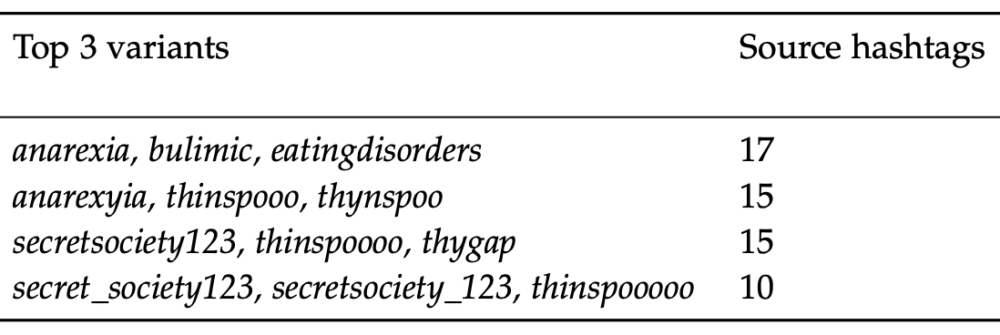 Top 3 variants Source hashtags
anarexia, bulimic, eatingdisorders 17
anarexyia, thinspooo, thynspoo 15
secretsociety123, thinspoooo, thygap 15
secret_society123, secretsociety_123, thinspooooo 10